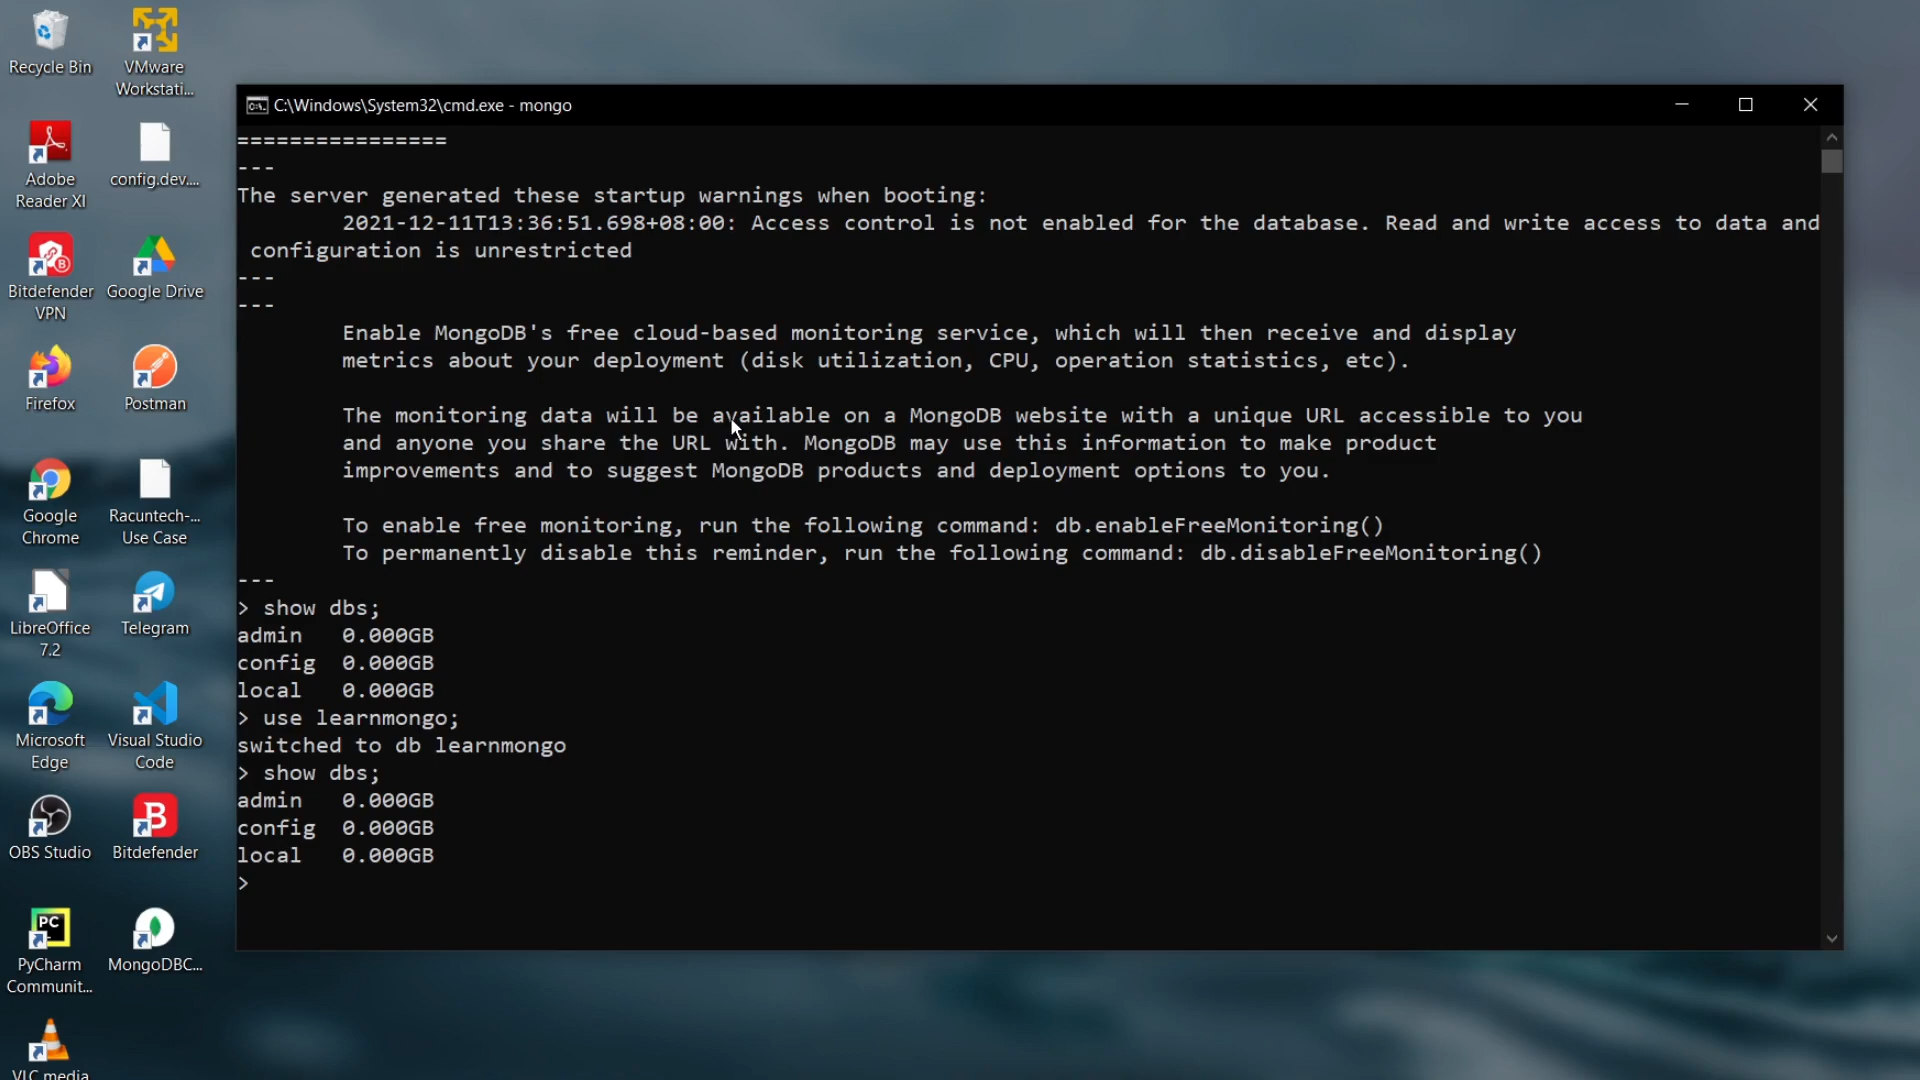 Recycle Bin
VMware
Workstati...
Adobe
Reader XI
config.dev....
Bitdefender
VPN
Google Drive
Firefox
Postman
Google
Chrome
Racuntech-...
Use Case
LibreOffice
7.2
Telegram
Microsoft
Edge
Visual Studio
Code
OBS Studio
Bitdefender
PyCharm
Communit...
MongoDBC...
VLC media
C:\Windows\System32\cmd.exe - mongo
================
---
The server generated these startup warnings when booting:
2021-12-11T13:36:51.698+08:00: Access control is not enabled for the database. Read and write access to data and
configuration is unrestricted
---
---
Enable MongoDB's free cloud-based monitoring service, which will then receive and display
metrics about your deployment (disk utilization, CPU, operation statistics, etc).
The monitoring data will be available on a MongoDB website with a unique URL accessible to you
and anyone you share the URL with. MongoDB may use this information to make product
improvements and to suggest MongoDB products and deployment options to you.
To enable free monitoring, run the following command: db.enableFreeMonitoring()
To permanently disable this reminder, run the following command: db.disableFreeMonitoring()
---
> show dbs;
admin   0.000GB
config  0.000GB
local   0.000GB
> use learnmongo;
switched to db learnmongo
> show dbs;
admin   0.000GB
config  0.000GB
local   0.000GB
>